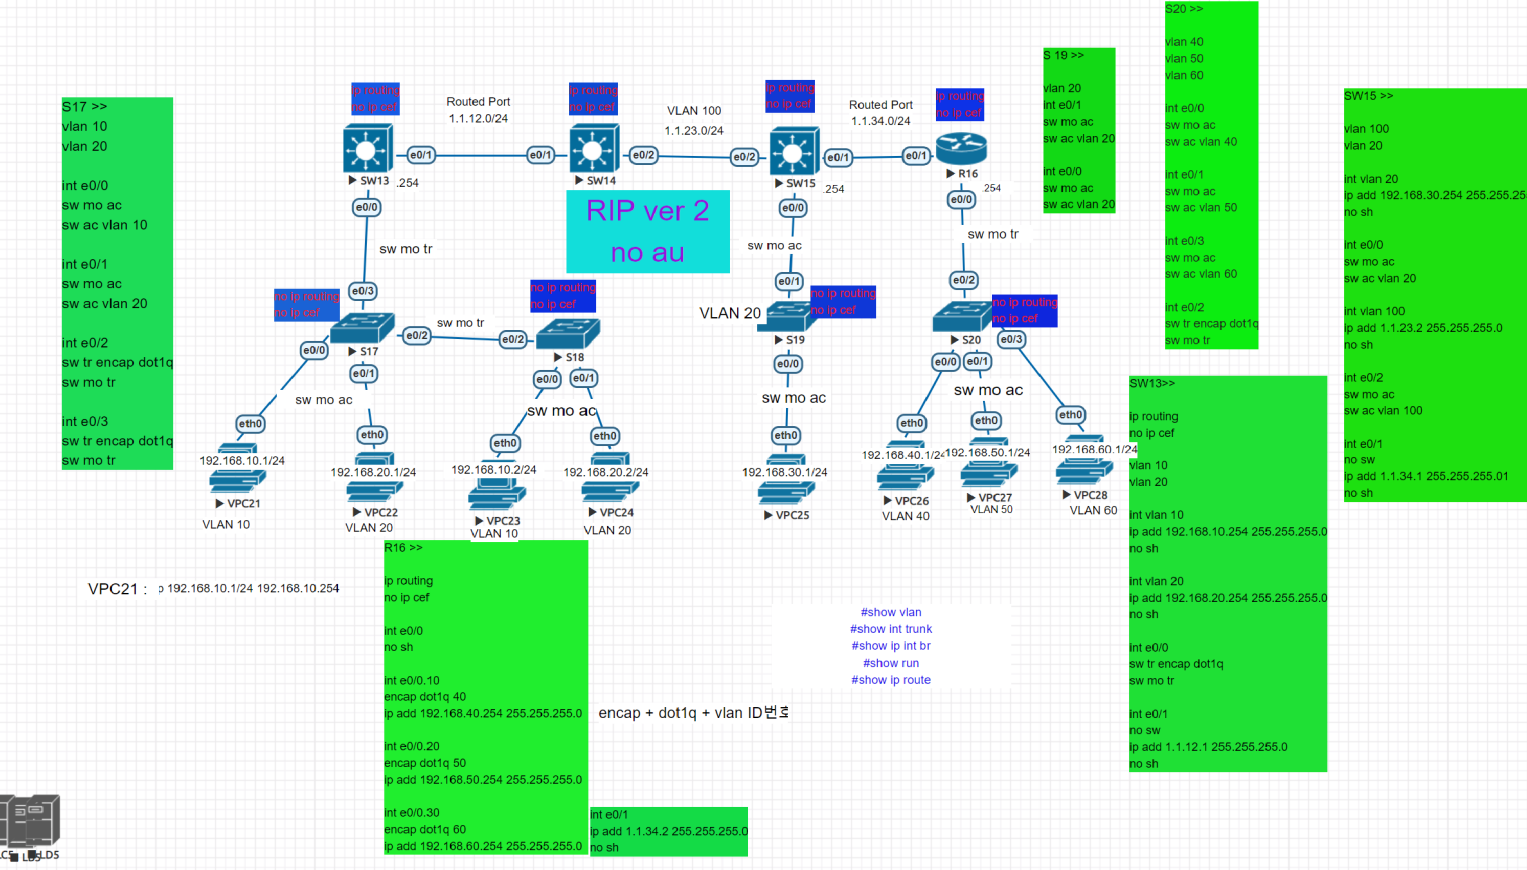 S17 >>
vlan 10
vlan 20
int e0/0
sw mo ac
sw ac vlan 10
int e0/1
sw mo ac
sw ac vlan 20
int e0/2
sw tr encap dot1q
sw mo tr
int e0/3
sw tr encap dot1q
sw mo tr
ip routing
no ip cef
Routed Port
1.1.12.0/24
ip routing
no ip cef
VLAN 100
1.1.23.0/24
ip routing
no ip cef
Routed Port
1.1.34.0/24
ip routing
no ip cef
e0/1
e0/1
e0/2
e0/2
e0/1
e0/1
SW13
.254
SW14
SW15
.254
R16
.254
e0/0
e0/0
e0/0
RIP ver 2
no au
sw mo tr
sw mo ac
sw mo tr
e0/3
e0/1
e0/2
no ip routing
no ip cef
no ip routing
no ip cef
VLAN 20
no ip routing
no ip cef
no ip routing
no ip cef
e0/2
sw mo tr
e0/2
S17
S18
S19
S20
e0/3
e0/0
e0/1
e0/0
e0/1
e0/0
e0/0
e0/1
sw mo ac
sw mo ac
sw mo ac
sw mo ac
eth0
eth0
eth0
eth0
eth0
eth0
eth0
eth0
192.168.10.1/24
192.168.20.1/24
192.168.10.2/24
192.168.20.2/24
192.168.30.1/24
192.168.40.1/24
192.168.50.1/24
192.168.60.1/24
VPC21
VLAN 10
VPC22
VLAN 20
VPC23
VLAN 10
VPC24
VLAN 20
VPC25
VPC26
VLAN 40
VPC27
VLAN 50
VPC28
VLAN 60
S 19 >>
vlan 20
int e0/1
sw mo ac
sw ac vlan 20
int e0/0
sw mo ac
sw ac vlan 20
S20 >>
vlan 40
vlan 50
vlan 60
int e0/0
sw mo ac
sw ac vlan 40
int e0/1
sw mo ac
sw ac vlan 50
int e0/3
sw mo ac
sw ac vlan 60
int e0/2
sw tr encap dot1q
sw mo tr
SW15 >>
vlan 100
vlan 20
int vlan 20
ip add 192.168.30.254 255.255.25
no sh
int e0/0
sw mo ac
sw ac vlan 20
int vlan 100
ip add 1.1.23.2 255.255.255.0
no sh
int e0/2
sw mo ac
sw ac vlan 100
int e0/1
no sw
ip add 1.1.34.1 255.255.255.01
no sh
SW13>>
ip routing
no ip cef
vlan 10
vlan 20
int vlan 10
ip add 192.168.10.254 255.255.255.0
no sh
int vlan 20
ip add 192.168.20.254 255.255.255.0
no sh
int e0/0
sw tr encap dot1q
sw mo tr
int e0/1
no sw
ip add 1.1.12.1 255.255.255.0
no sh
VPC21 : p 192.168.10.1/24 192.168.10.254
R16 >>
ip routing
no ip cef
int e0/0
no sh
int e0/0.10
encap dot1q 40
ip add 192.168.40.254 255.255.255.0
int e0/0.20
encap dot1q 50
ip add 192.168.50.254 255.255.255.0
int e0/0.30
encap dot1q 60
ip add 192.168.60.254 255.255.255.0
encap + dot1q + vlan ID번호
int e0/1
ip add 1.1.34.2 255.255.255.0
no sh
#show vlan
#show int trunk
#show ip int br
#show run
#show ip route
LD5